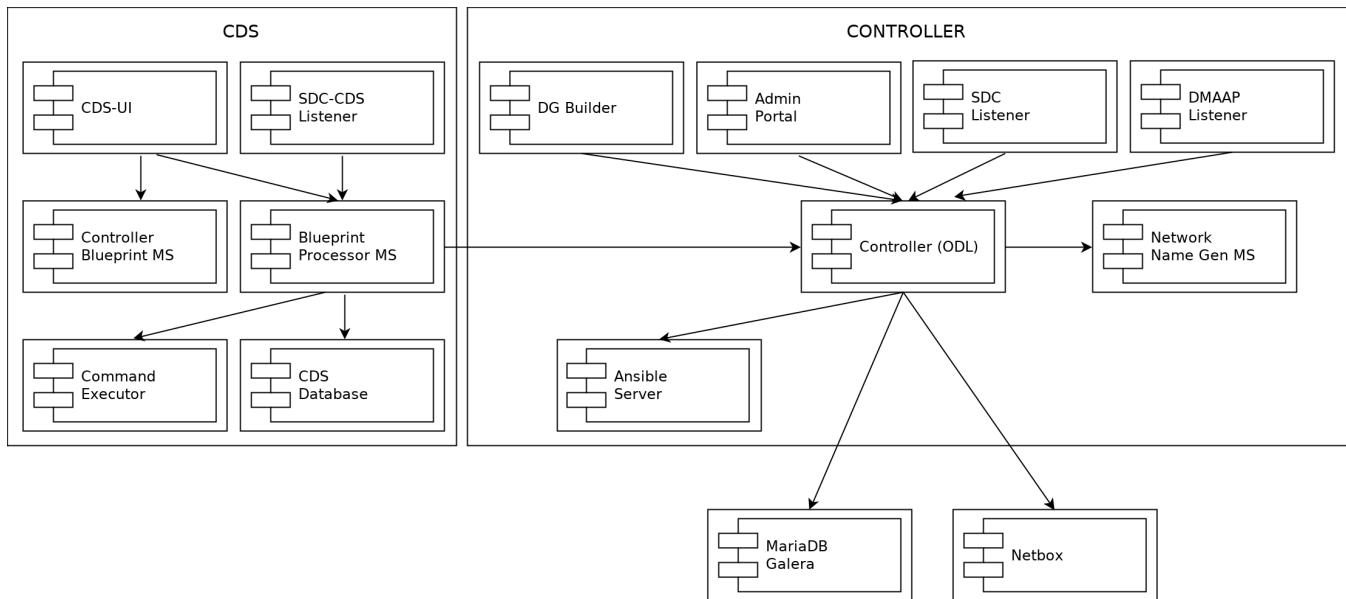 CDS
CONTROLLER
CDS-UI
SDC-CDS
Listener
DG Builder
Admin
Portal
SDC
Listener
DMAAP
Listener
Controller
Blueprint MS
Blueprint
Processor MS
Controller (ODL)
Network
Name Gen MS
Command
Executor
CDS
Database
Ansible
Server
MariaDB
Galera
Netbox